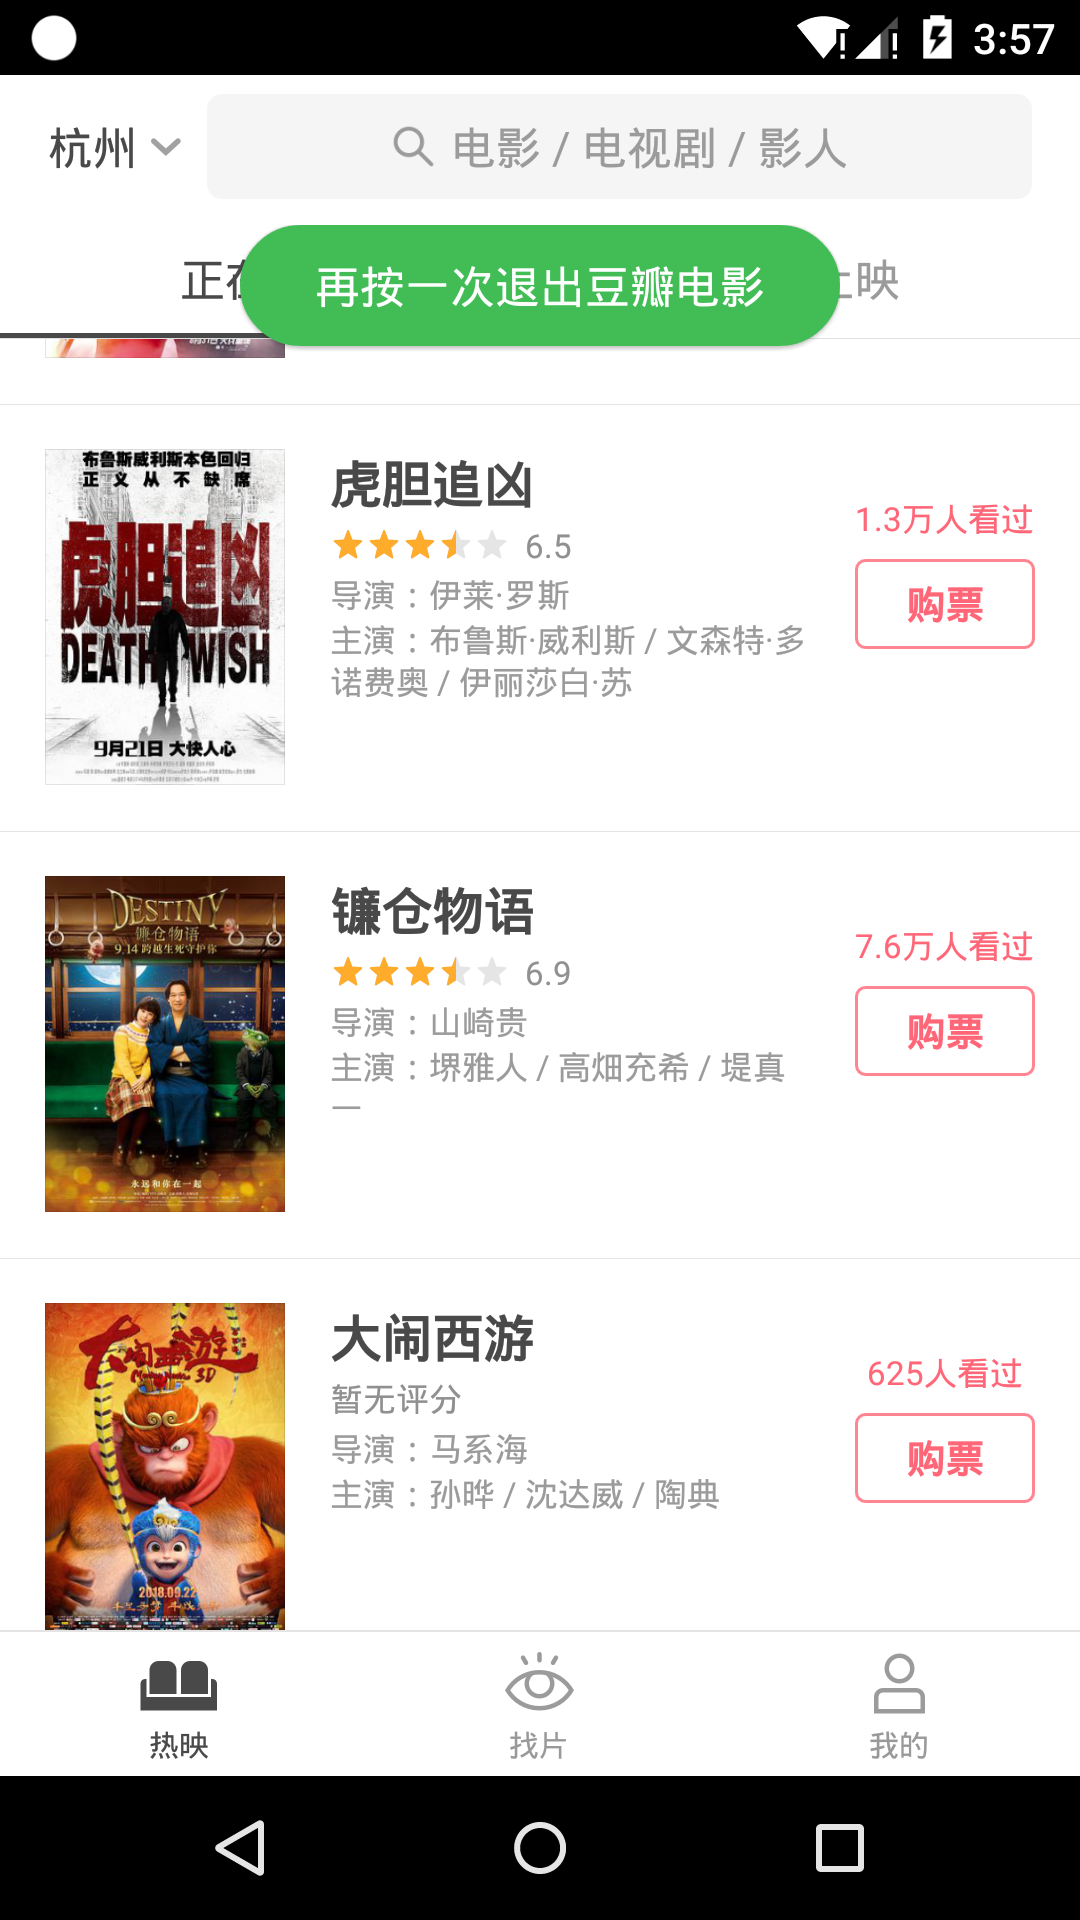 3:57
杭州
电影 / 电视剧 / 影人
再按一次退出豆瓣电影
正在
上映
布鲁斯威利斯本色回归
正义从不缺席
虎胆追凶
DEATH WISH
9月21日 大快人心
虎胆追凶
6.5
导演：伊莱·罗斯
主演：布鲁斯·威利斯 / 文森特·多
诺费奥 / 伊丽莎白·苏
1.3万人看过
购票
DESTINY
镰仓物语
9.14 跨越生死守护你
永远和你在一起
镰仓物语
6.9
导演：山崎贵
主演：堺雅人 / 高畑充希 / 堤真
一
7.6万人看过
购票
大闹西游
3D
2018.09.22
大闹西游
暂无评分
导演：马系海
主演：孙晔 / 沈达威 / 陶典
625人看过
购票
热映
找片
我的